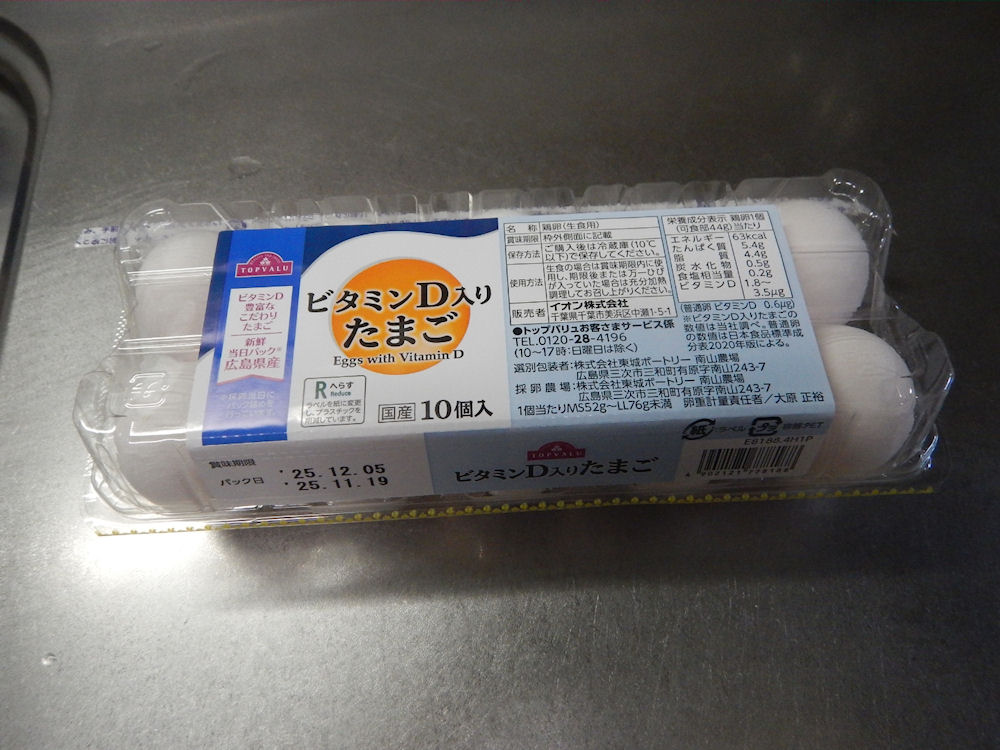 TOPVALU
ビタミンD
豊富な
こだわり
たまご
新鮮
当日パック※
広島県産
※採卵当日に
パック詰めを
行っています。
ビタミンD入り
たまご
Eggs with Vitamin D
R へらす
Reduce
ラベルを紙に変更
し、プラスチックを
削減しています。
国産 10個入
名 称 鶏卵(生食用)
賞味期限 枠外側面に記載
保存方法 ご購入後は冷蔵庫(10℃
以下)で保存してください。
使用方法 生食の場合は賞味期限内に使
用し、期限後または万一ひび
が入っていた場合は充分加熱
調理してお召し上がりください。
販売者 イオン株式会社
千葉県千葉市美浜区中瀬1-5-1
●トップバリュお客さまサービス係
TEL.0120-28-4196
(10〜17時:日曜日は除く)
栄養成分表示 鶏卵1個
(可食部44g)当たり
エネルギー 63kcal
たんぱく質 5.4g
脂 質 4.4g
炭水化物 0.5g
食塩相当量 0.2g
ビタミンD 1.8〜
3.5μg
(普通卵 ビタミンD 0.6μg)
※ビタミンD入りたまごの
数値は当社調べ。普通卵
の数値は日本食品標準成
分表2020年版による。
選別包装者:株式会社東城ポートリー 南山農場
広島県三次市三和町有原字南山243-7
採卵農場:株式会社東城ポートリー 南山農場
広島県三次市三和町有原字南山243-7
1個当たりMS52g〜LL76g未満 卵重計量責任者/大原 正裕
紙 :ラベル プラ :容器 PET
E8188.4H1P
賞味期限 25.12.05
パック日 25.11.19
TOPVALU
ビタミンD入りたまご